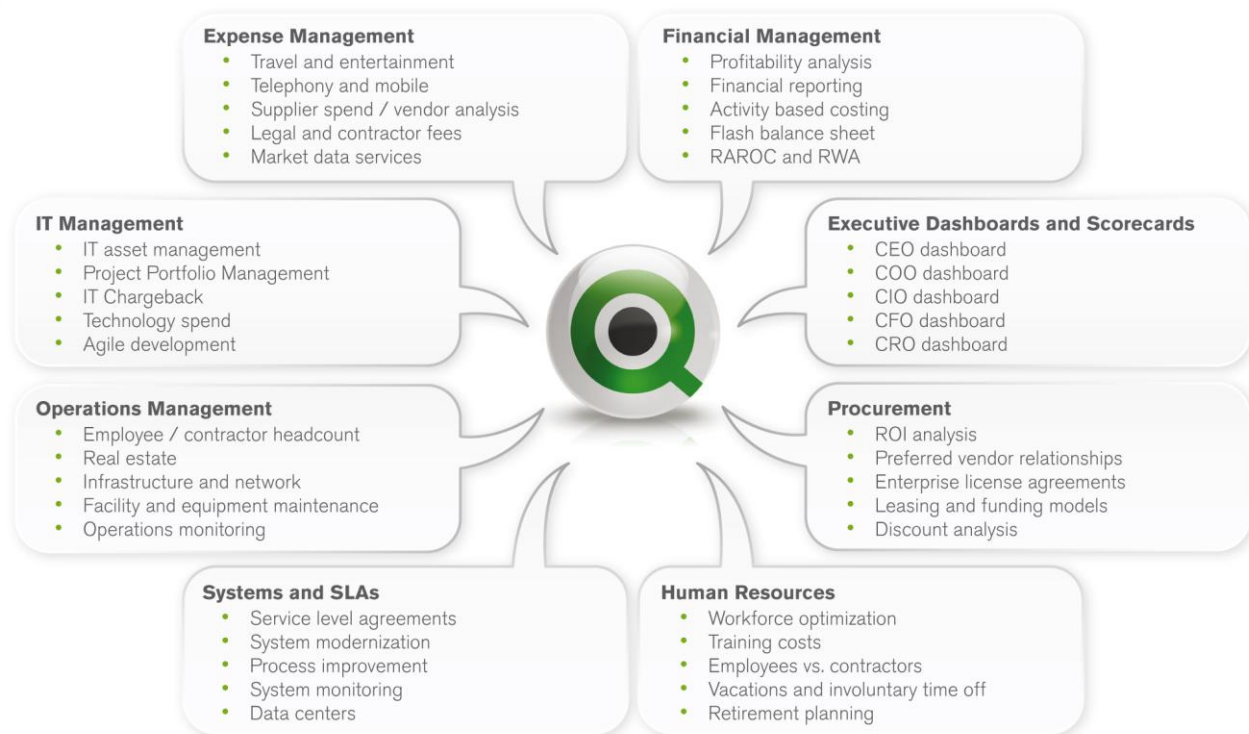 Expense Management
• Travel and entertainment
• Telephony and mobile
• Supplier spend / vendor analysis
• Legal and contractor fees
• Market data services
Financial Management
• Profitability analysis
• Financial reporting
• Activity based costing
• Flash balance sheet
• RAROC and RWA
IT Management
• IT asset management
• Project Portfolio Management
• IT Chargeback
• Technology spend
• Agile development
Executive Dashboards and Scorecards
• CEO dashboard
• COO dashboard
• CIO dashboard
• CFO dashboard
• CRO dashboard
Operations Management
• Employee / contractor headcount
• Real estate
• Infrastructure and network
• Facility and equipment maintenance
• Operations monitoring
Procurement
• ROI analysis
• Preferred vendor relationships
• Enterprise license agreements
• Leasing and funding models
• Discount analysis
Systems and SLAs
• Service level agreements
• System modernization
• Process improvement
• System monitoring
• Data centers
Human Resources
• Workforce optimization
• Training costs
• Employees vs. contractors
• Vacations and involuntary time off
• Retirement planning